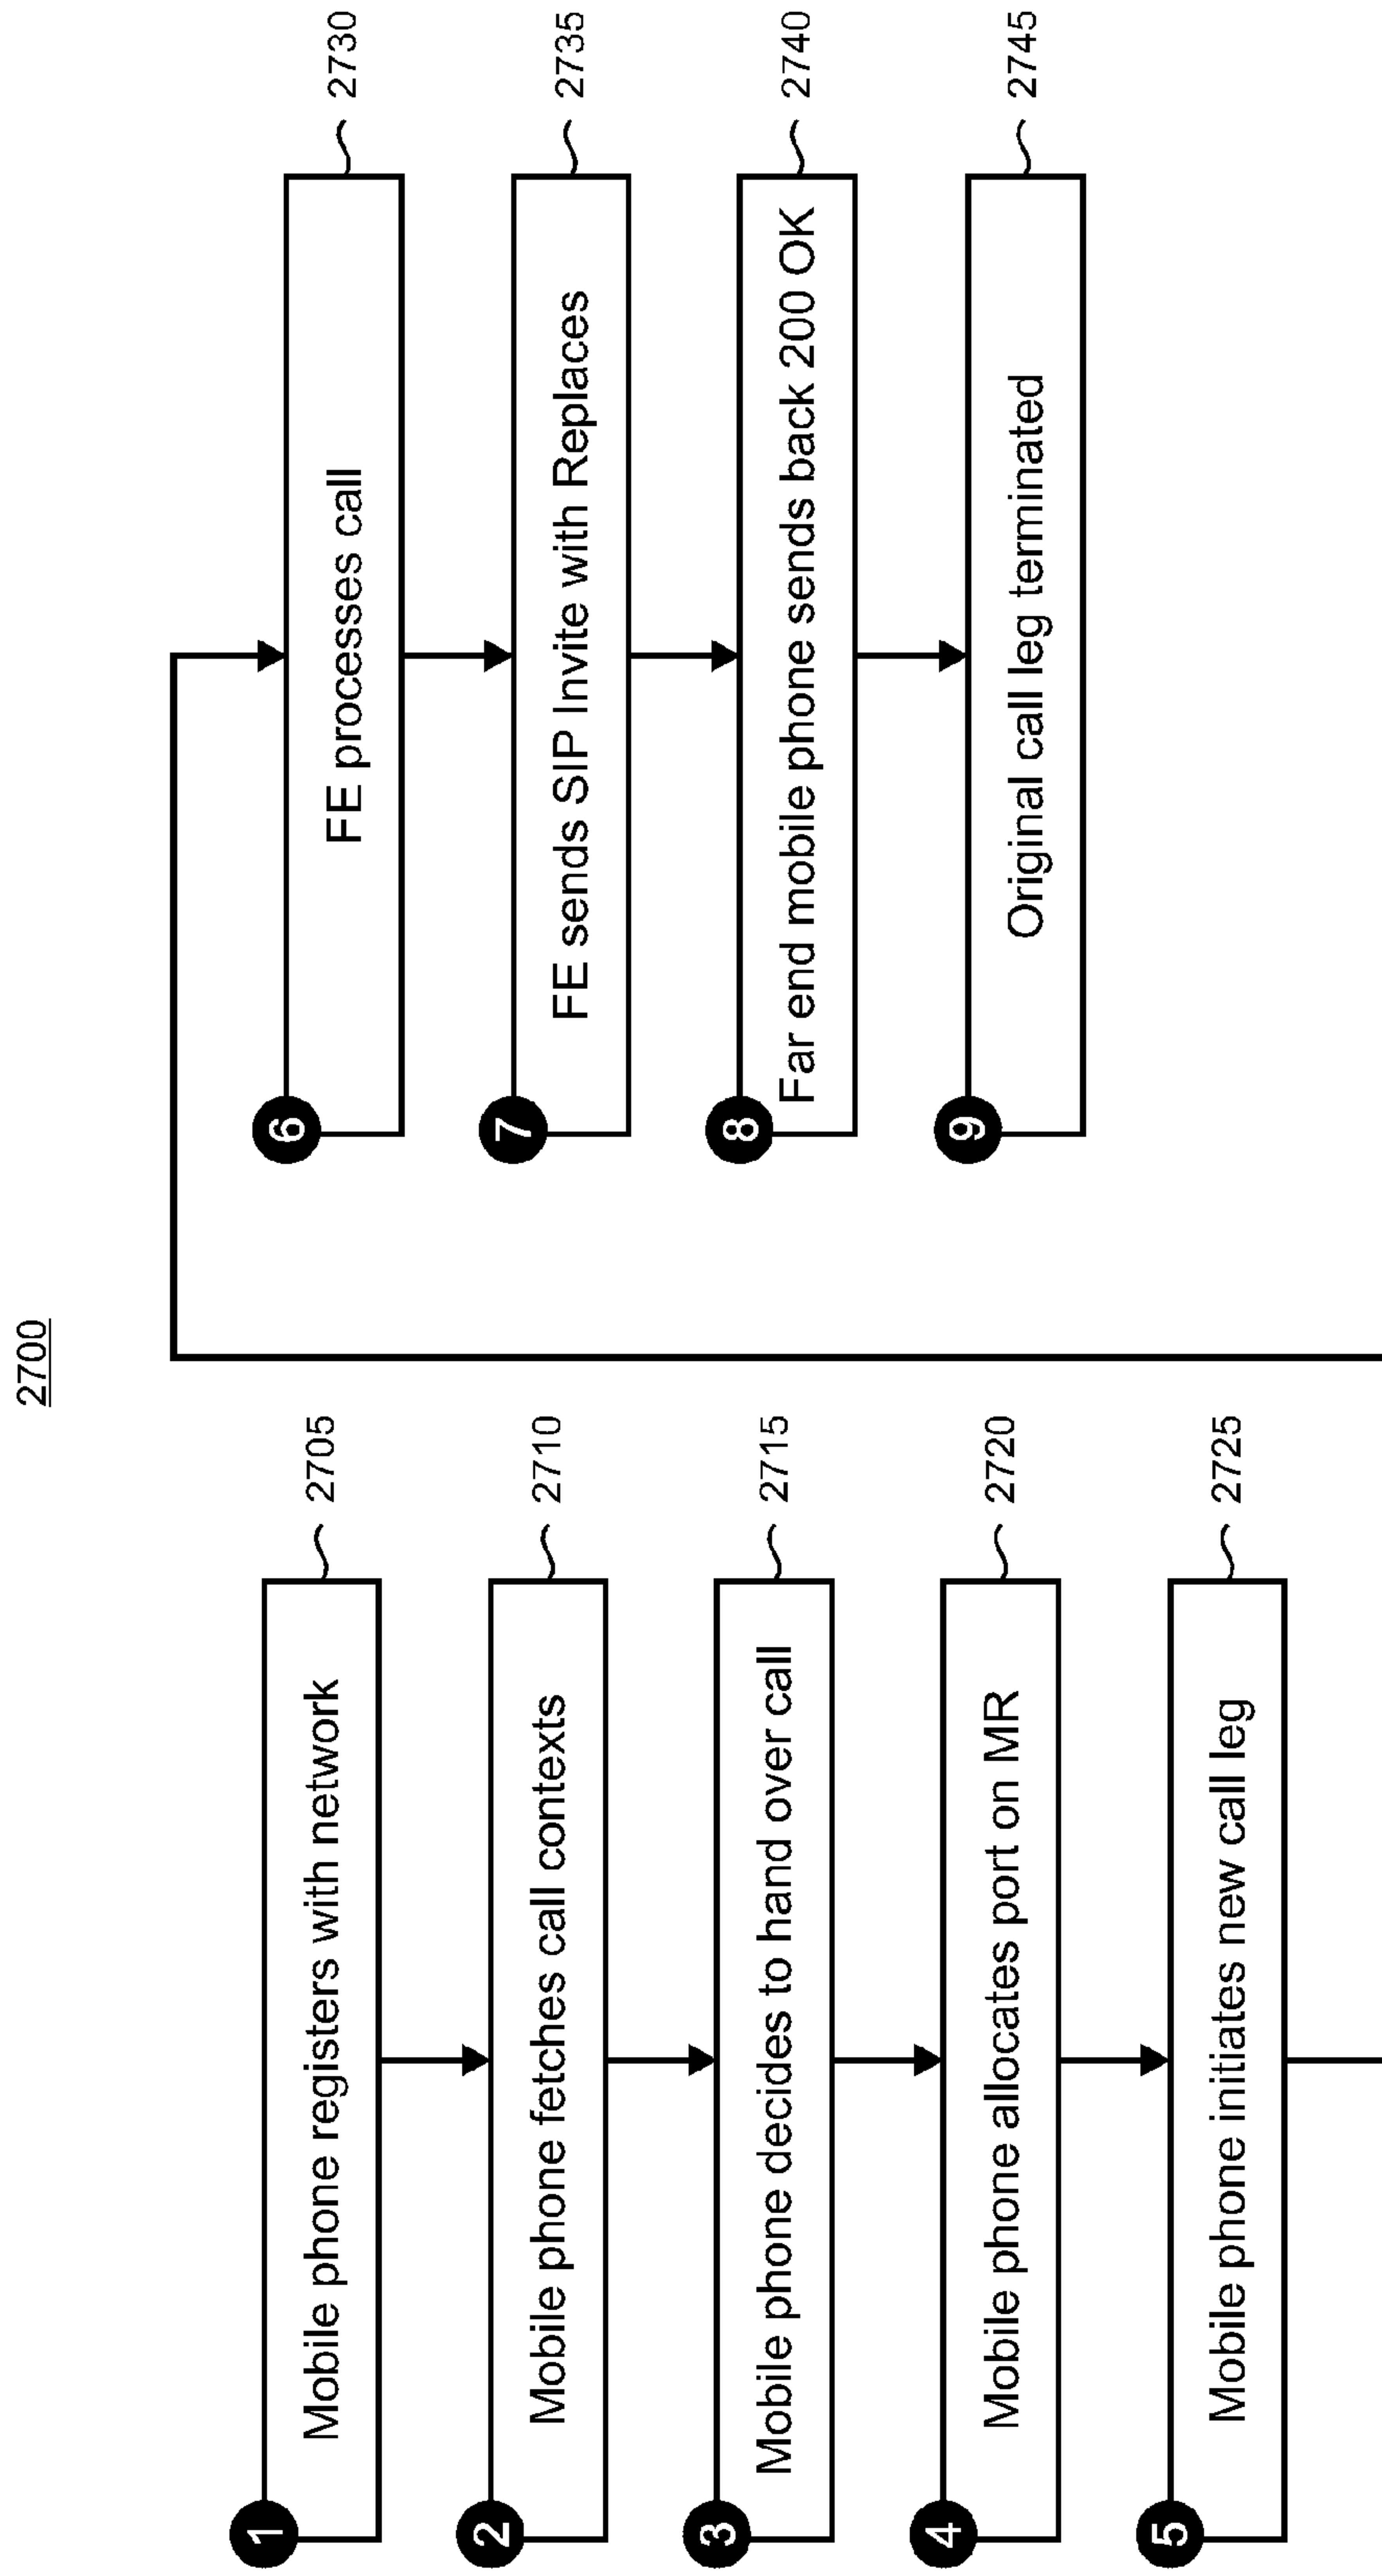 2700
1
Mobile phone registers with network
2705
2
Mobile phone fetches call contexts
2710
3
Mobile phone decides to hand over call
2715
4
Mobile phone allocates port on MR
2720
5
Mobile phone initiates new call leg
2725
6
FE processes call
2730
7
FE sends SIP Invite with Replaces
2735
8
Far end mobile phone sends back 200 OK
2740
9
Original call leg terminated
2745